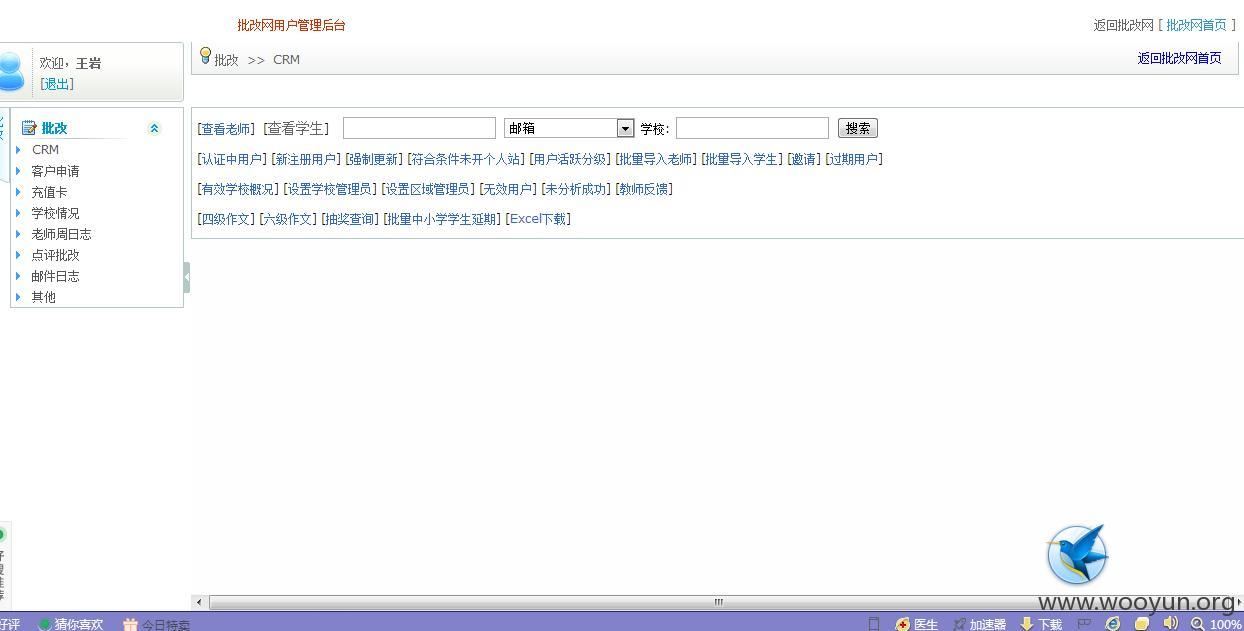 批改网用户管理后台
返回批改网 [ 批改网首页 ]
欢迎，王岩
[退出]
批改 >> CRM
返回批改网首页
批改
CRM
客户申请
充值卡
学校情况
老师周日志
点评批改
邮件日志
其他
[查看老师] [查看学生] 邮箱 学校: 搜索
[认证中用户] [新注册用户] [强制更新] [符合条件未开个人站] [用户活跃分级] [批量导入老师] [批量导入学生] [邀请] [过期用户]
[有效学校概况] [设置学校管理员] [设置区域管理员] [无效用户] [未分析成功] [教师反馈]
[四级作文] [六级作文] [抽奖查询] [批量中小学学生延期] [Excel下载]
www.wooyun.org
好评 猜你喜欢 今日特卖 医生 加速器 下载 100%